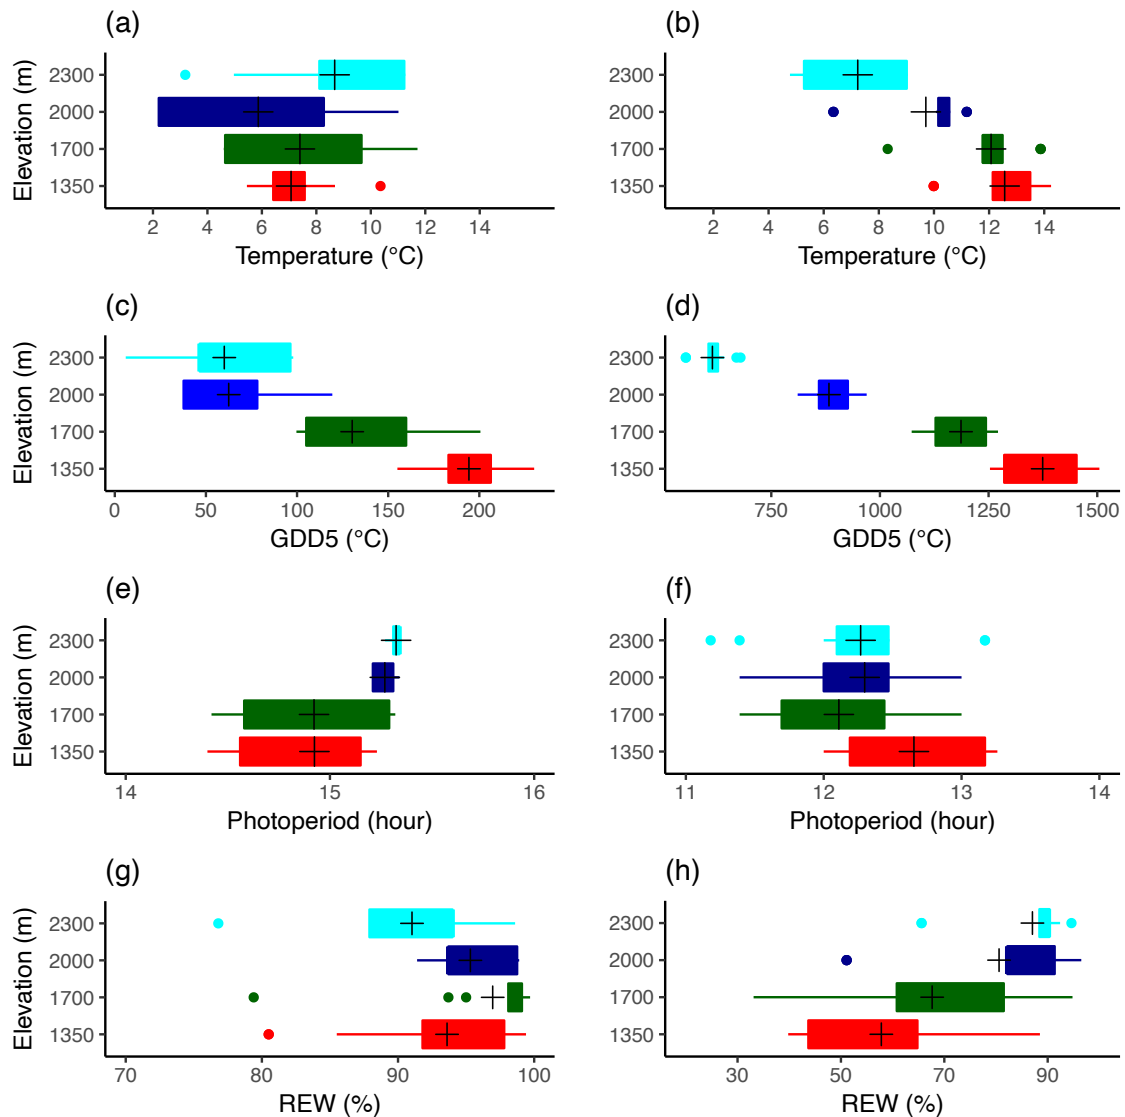 (a)
Elevation (m)
2300
2000
1700
1350
2 4 6 8 10 12 14
Temperature (°C)
(b)
2300
2000
1700
1350
2 4 6 8 10 12 14
Temperature (°C)
(c)
Elevation (m)
2300
2000
1700
1350
0 50 100 150 200
GDD5 (°C)
(d)
Elevation (m)
2300
2000
1700
1350
750 1000 1250 1500
GDD5 (°C)
(e)
Elevation (m)
2300
2000
1700
1350
14 15 16
Photoperiod (hour)
(f)
Elevation (m)
2300
2000
1700
1350
11 12 13 14
Photoperiod (hour)
(g)
Elevation (m)
2300
2000
1700
1350
70 80 90 100
REW (%)
(h)
Elevation (m)
2300
2000
1700
1350
30 50 70 90
REW (%)